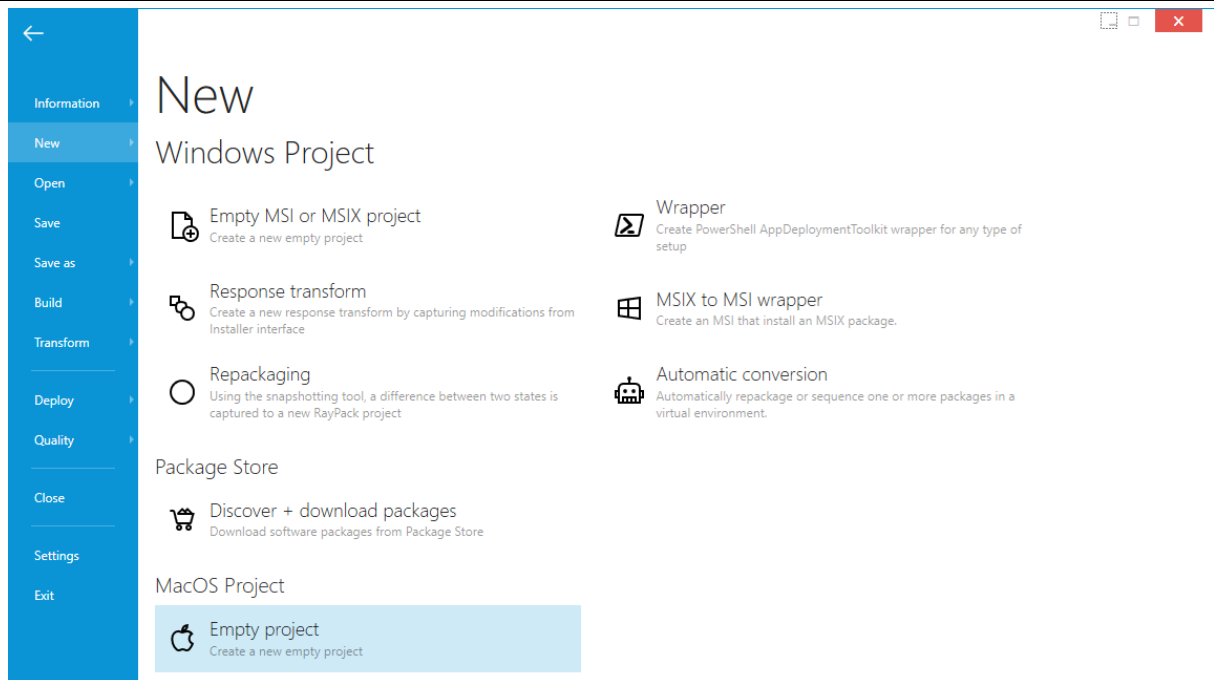 Information
New
Open
Save
Save as
Build
Transform
Deploy
Quality
Close
Settings
Exit
New
Windows Project
Empty MSI or MSIX project
Create a new empty project
Response transform
Create a new response transform by capturing modifications from
Installer interface
Repackaging
Using the snapshotting tool, a difference between two states is
captured to a new RayPack project
Wrapper
Create PowerShell AppDeploymentToolkit wrapper for any type of
setup
MSIX to MSI wrapper
Create an MSI that install an MSIX package.
Automatic conversion
Automatically repackage or sequence one or more packages in a
virtual environment.
Package Store
Discover + download packages
Download software packages from Package Store
MacOS Project
Empty project
Create a new empty project